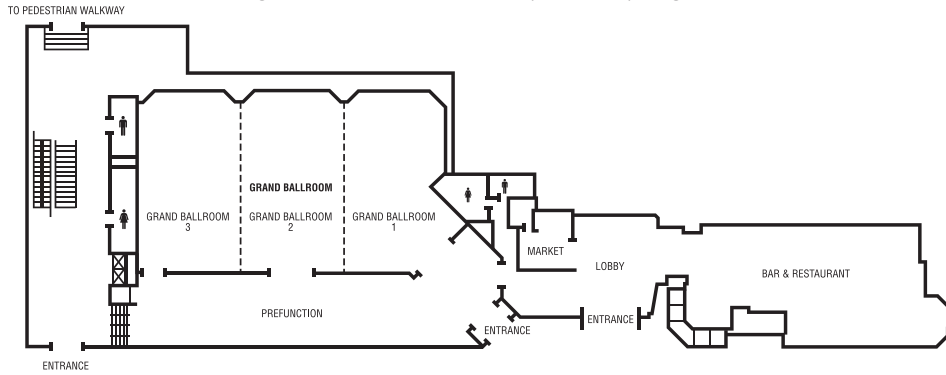 TO PEDESTRIAN WALKWAY
GRAND BALLROOM
GRAND BALLROOM
3
GRAND BALLROOM
2
GRAND BALLROOM
1
MARKET
LOBBY
BAR & RESTAURANT
PREFUNCTION
ENTRANCE
ENTRANCE
ENTRANCE